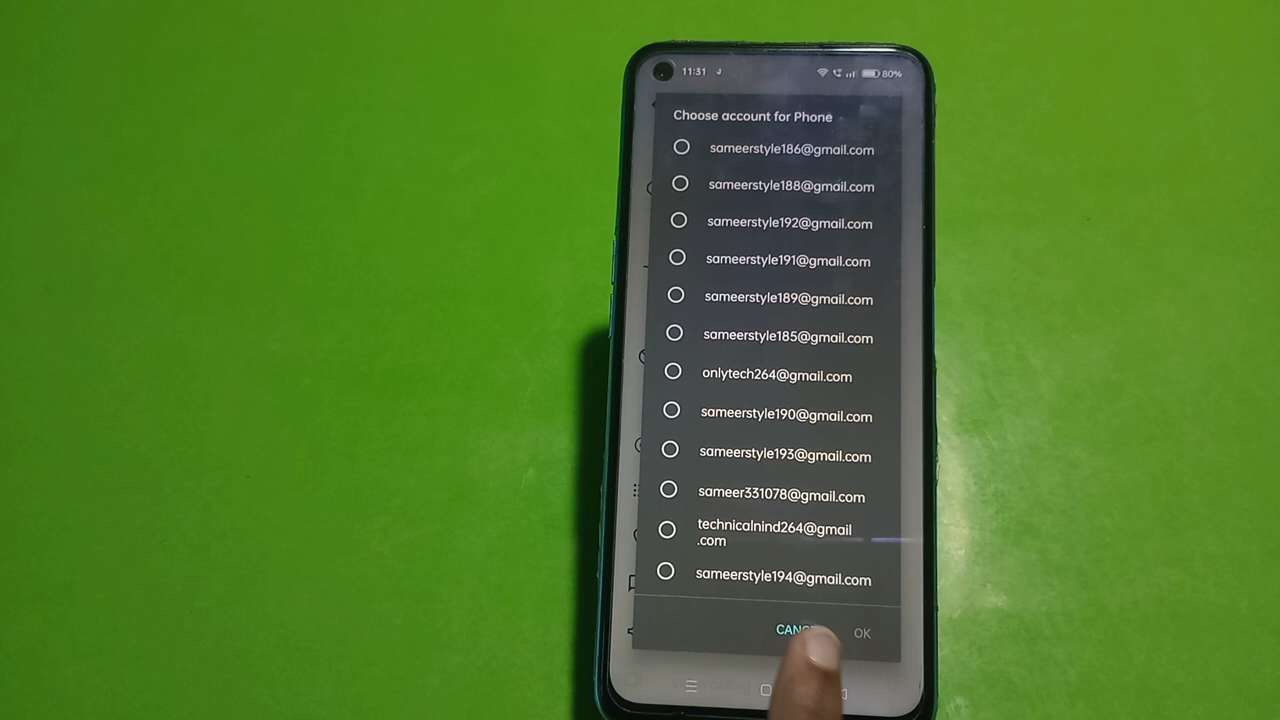 11:31
80%
Choose account for Phone
sameerstyle186@gmail.com
sameerstyle188@gmail.com
sameerstyle192@gmail.com
sameerstyle191@gmail.com
sameerstyle189@gmail.com
sameerstyle185@gmail.com
onlytech264@gmail.com
sameerstyle190@gmail.com
sameerstyle193@gmail.com
sameer331078@gmail.com
technicalnind264@gmail
.com
sameerstyle194@gmail.com
OK